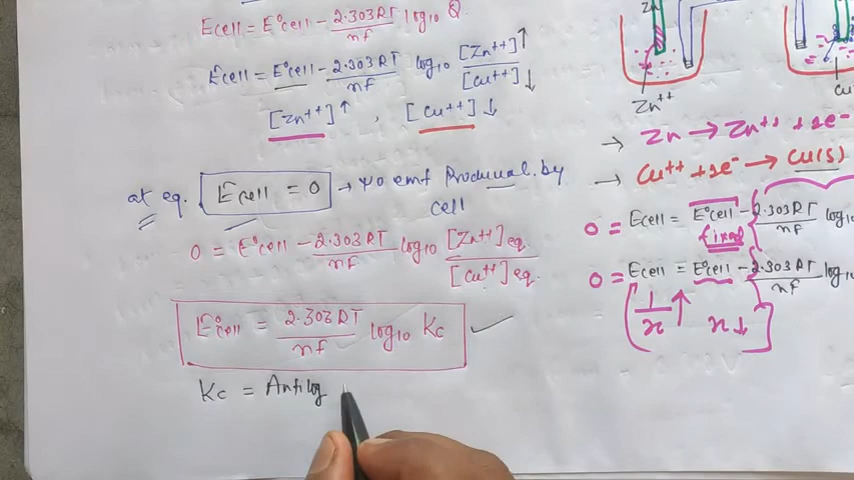 Ecell = E°cell - 2.303RT/nf log10 Q
Ecell = E°cell - 2.303RT/nf log10 [Zn++]↑/[Cu++]↓
[Zn++]↑ , [Cu++]↓
at eq. Ecell = 0 → no emf Produced by
cell
0 = E°cell - 2.303RT/nf log10 [Zn++]eq./[Cu++]eq.
E°cell = 2.303RT/nf log10 Kc
Kc = Antilog
Zn
Zn++
Cu
→ Zn → Zn++ + 2e-
→ Cu++ + 2e- → Cu(s)
0 = Ecell = E°cell - 2.303RT/nf log10
fixed
0 = Ecell = E°cell - 2.303RT/nf log10
1/n ↑ n↓